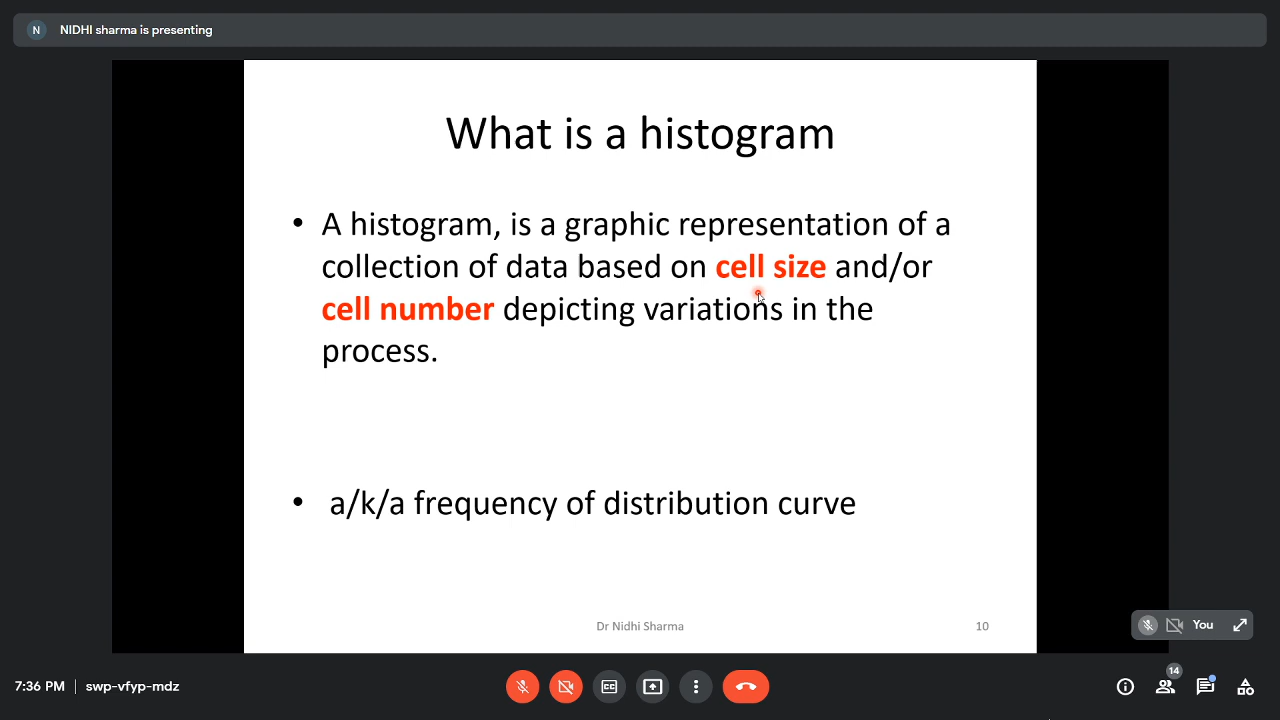 N NIDHI sharma is presenting
What is a histogram
• A histogram, is a graphic representation of a
collection of data based on cell size and/or
cell number depicting variations in the
process.
• a/k/a frequency of distribution curve
Dr Nidhi Sharma 10
You
14
7:36 PM | swp-vfyp-mdz
CC